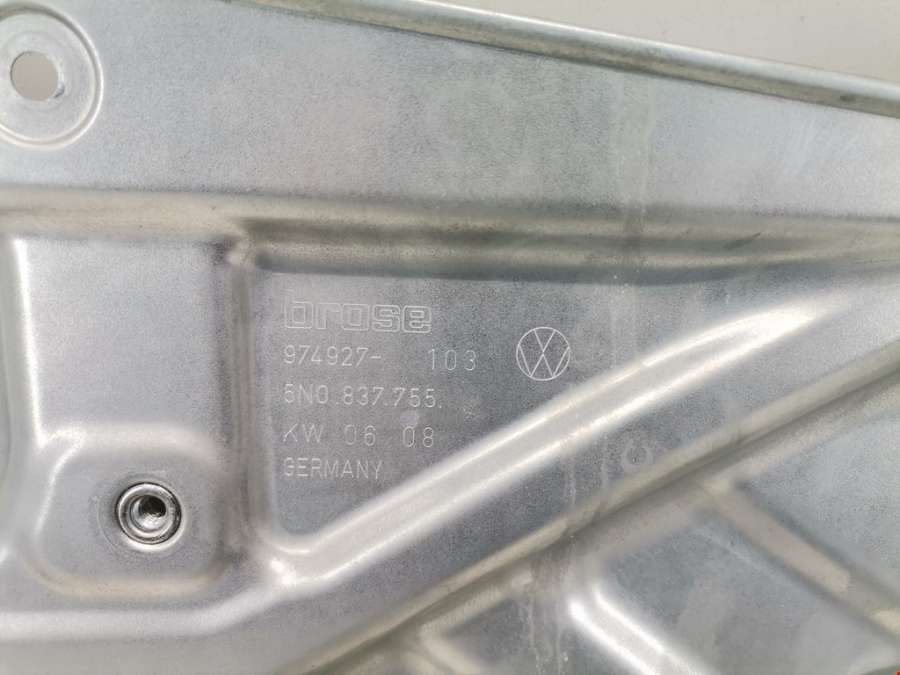 brose
974927- 103
5N0.837.755.
KW 06 08
GERMANY